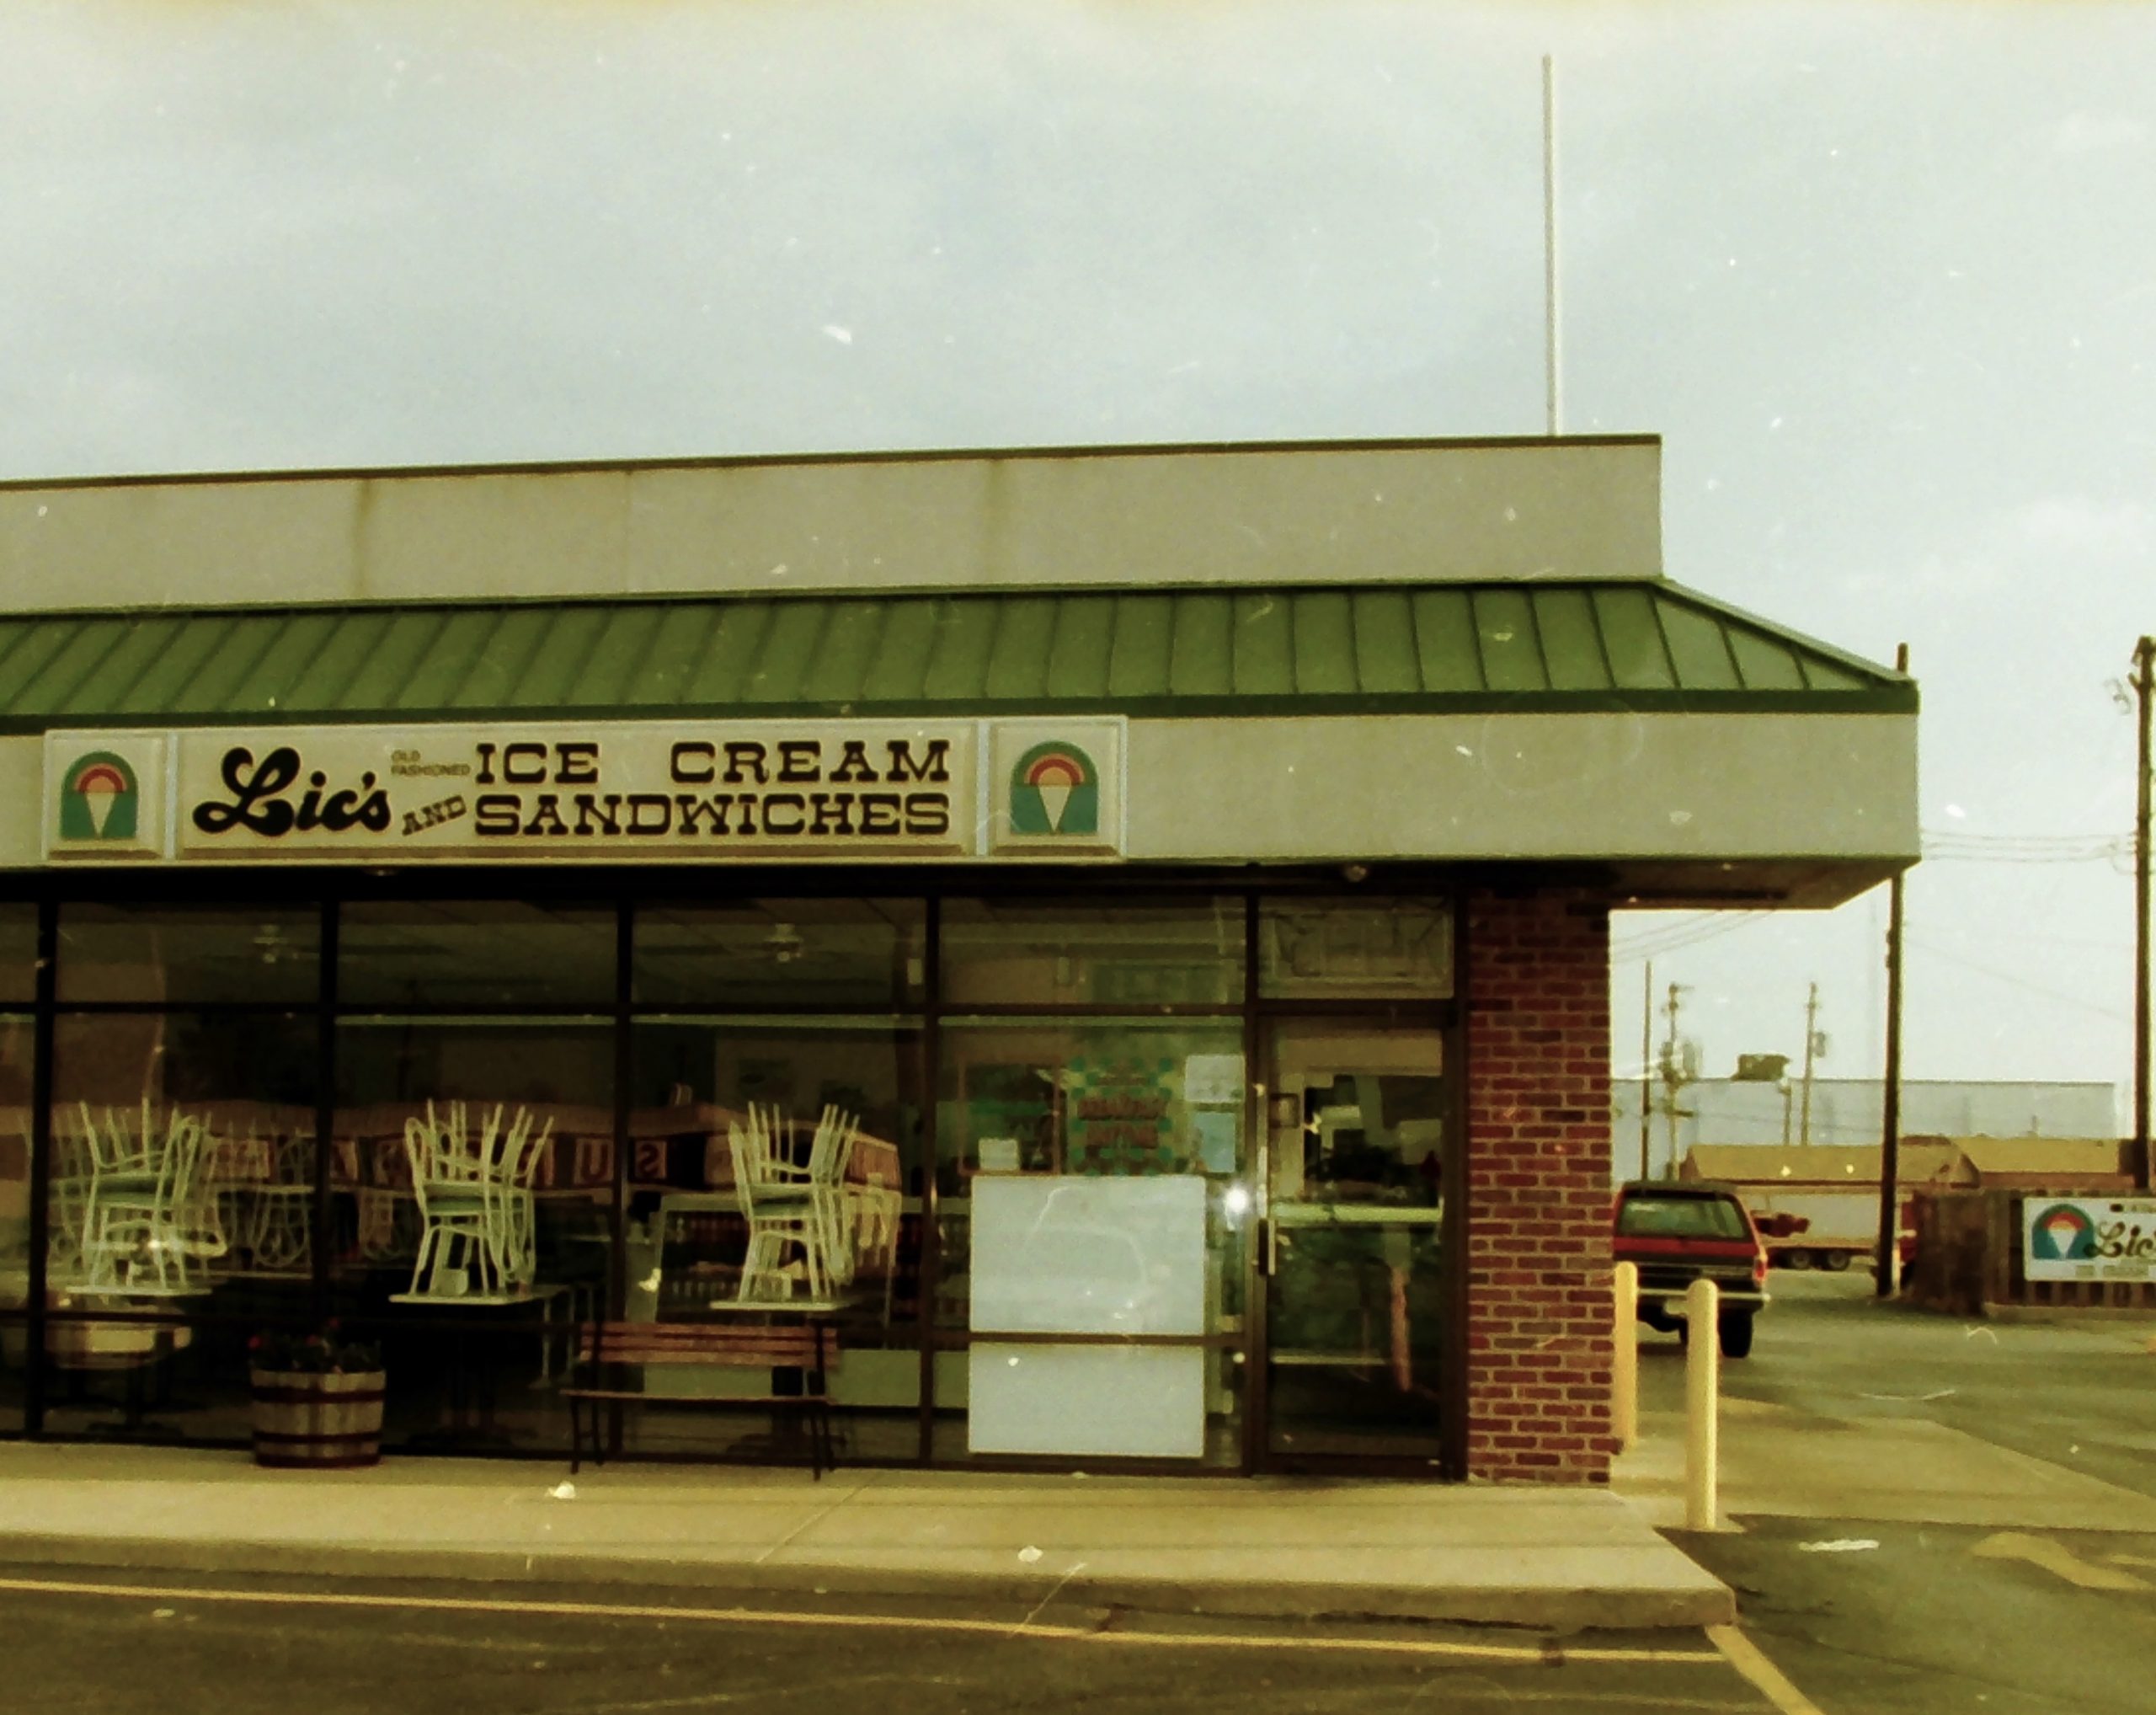 Lic's
OLD
FASHIONED
ICE CREAM
AND
SANDWICHES
Lic's